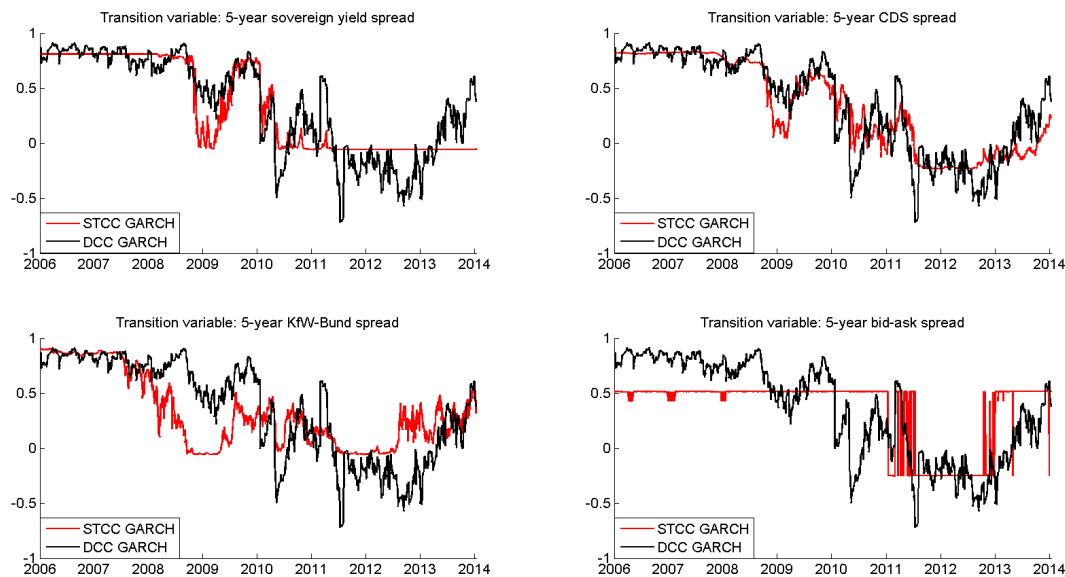 Transition variable: 5-year sovereign yield spread
1
0.5
0
-0.5
-1
STCC GARCH
DCC GARCH
2006 2007 2008 2009 2010 2011 2012 2013 2014
Transition variable: 5-year CDS spread
1
0.5
0
-0.5
-1
STCC GARCH
DCC GARCH
2006 2007 2008 2009 2010 2011 2012 2013 2014
Transition variable: 5-year KfW-Bund spread
1
0.5
0
-0.5
-1
STCC GARCH
DCC GARCH
2006 2007 2008 2009 2010 2011 2012 2013 2014
Transition variable: 5-year bid-ask spread
1
0.5
0
-0.5
-1
STCC GARCH
DCC GARCH
2006 2007 2008 2009 2010 2011 2012 2013 2014